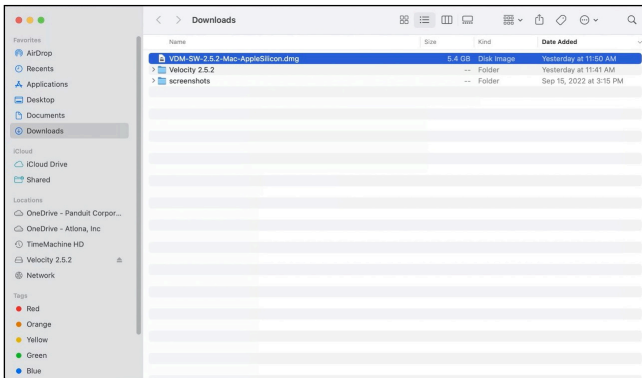 Downloads
Favorites
AirDrop
Recents
Applications
Desktop
Documents
Downloads
iCloud
iCloud Drive
Shared
Locations
OneDrive - Panduit Corpor...
OneDrive - Atlona, Inc
TimeMachine HD
Velocity 2.5.2
Network
Tags
Red
Orange
Yellow
Green
Blue
Name Size Kind Date Added
VDM-SW-2.5.2-Mac-AppleSilicon.dmg 5.4 GB Disk Image Yesterday at 11:50 AM
Velocity 2.5.2 -- Folder Yesterday at 11:41 AM
screenshots -- Folder Sep 15, 2022 at 3:15 PM